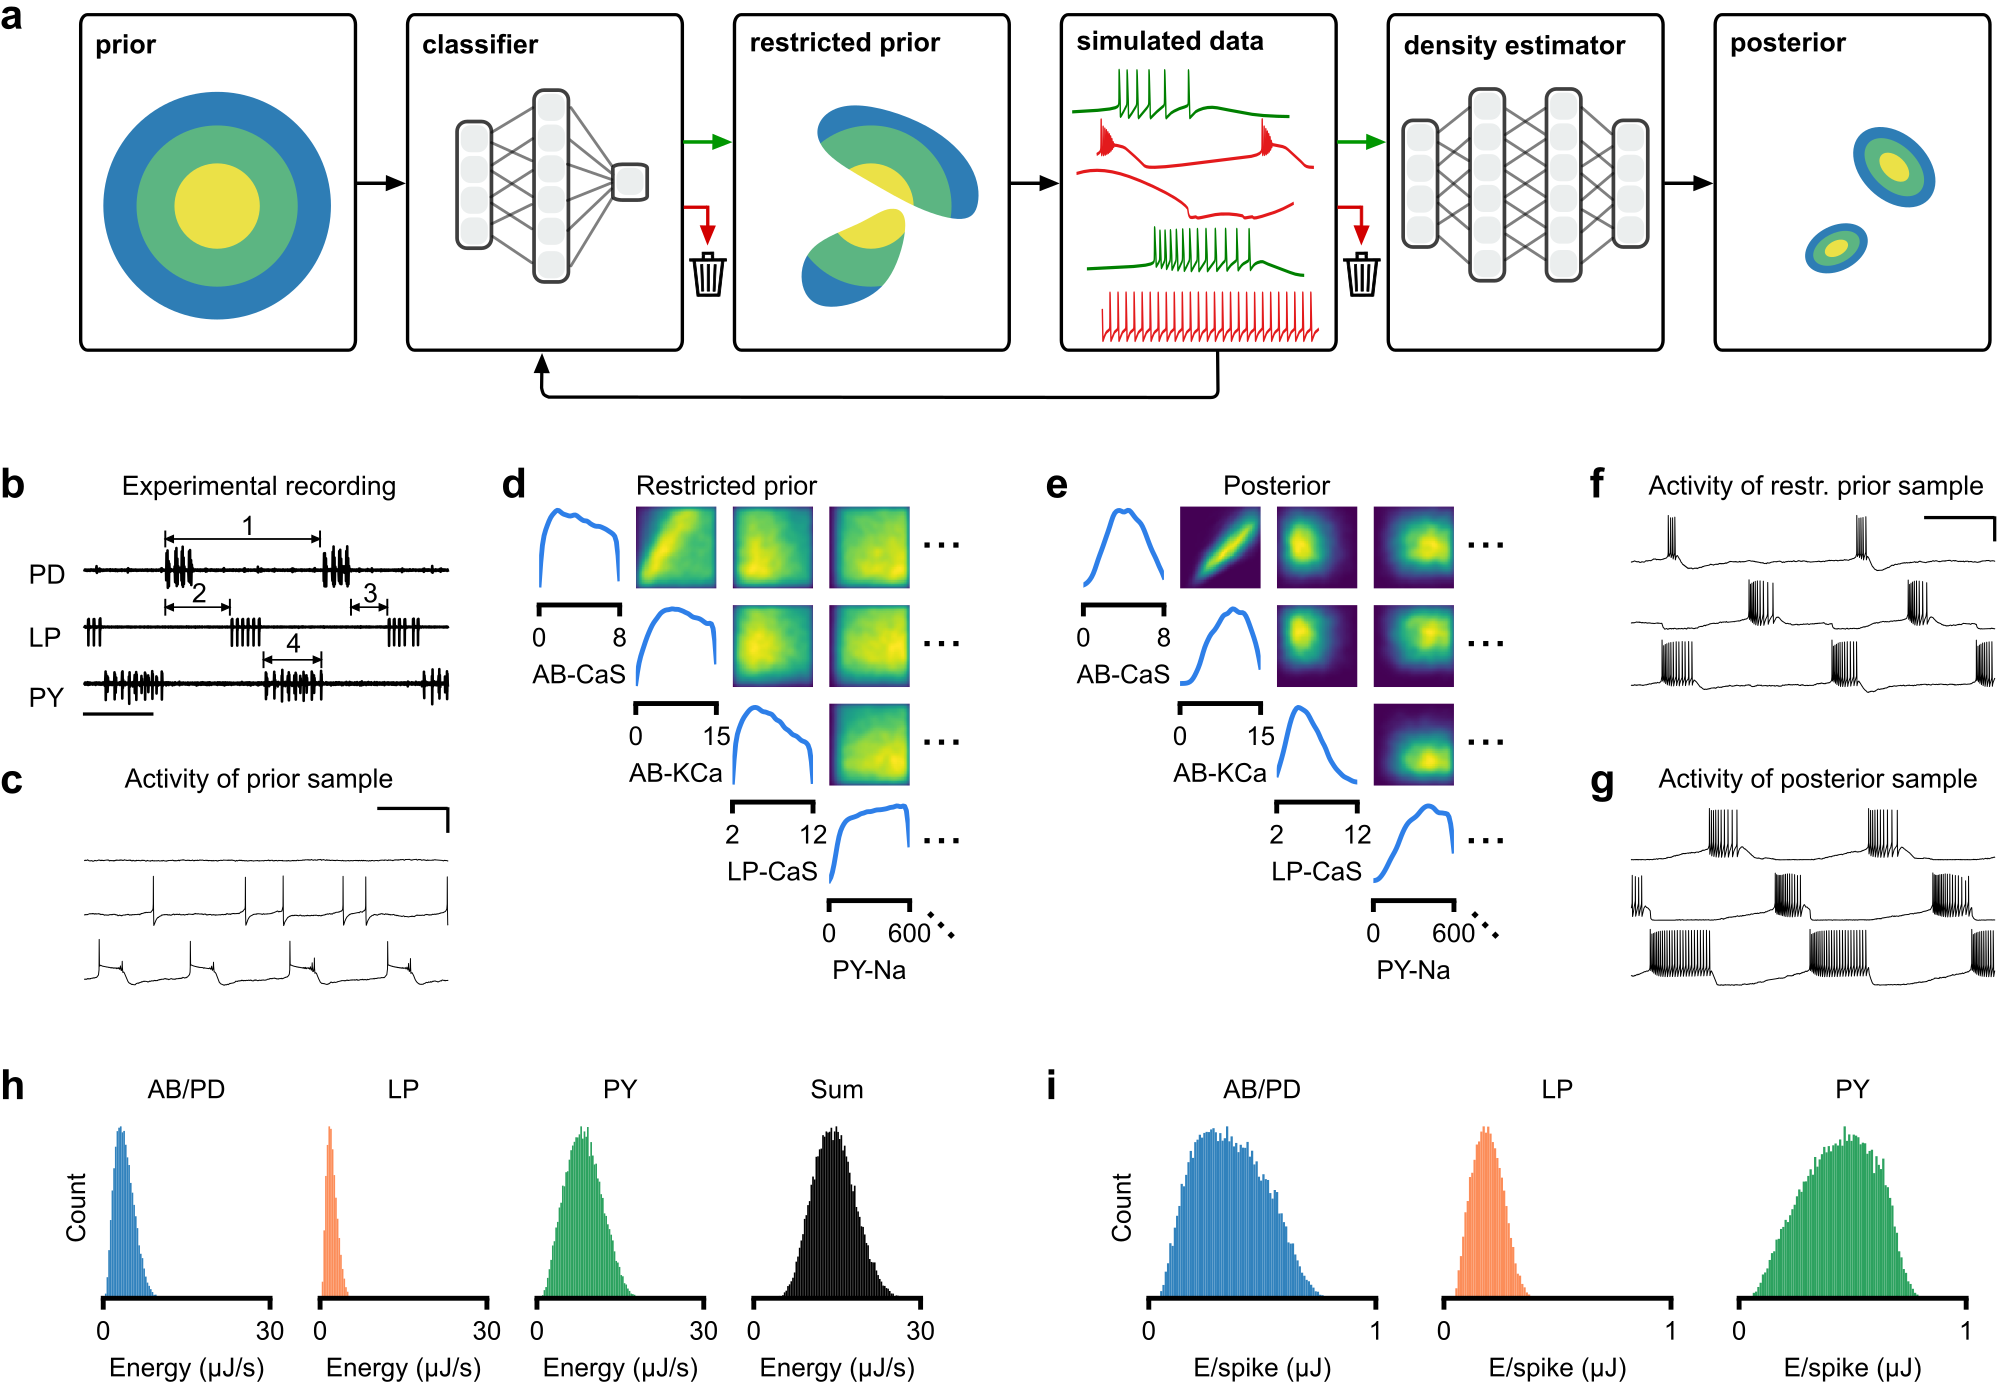 a
prior
classifier
restricted prior
simulated data
density estimator
posterior
b
Experimental recording
1
PD
2
3
LP
4
PY
c
Activity of prior sample
d
Restricted prior
...
0 8
AB-CaS
...
0 15
AB-KCa
...
2 12
LP-CaS
...
0 600
PY-Na
e
Posterior
...
0 8
AB-CaS
...
0 15
AB-KCa
...
2 12
LP-CaS
...
0 600
PY-Na
f
Activity of restr. prior sample
g
Activity of posterior sample
h
AB/PD
LP
PY
Sum
Count
0 30
0 30
0 30
0 30
Energy (μJ/s)
Energy (μJ/s)
Energy (μJ/s)
Energy (μJ/s)
i
AB/PD
LP
PY
Count
0 1
0 1
0 1
E/spike (μJ)
E/spike (μJ)
E/spike (μJ)